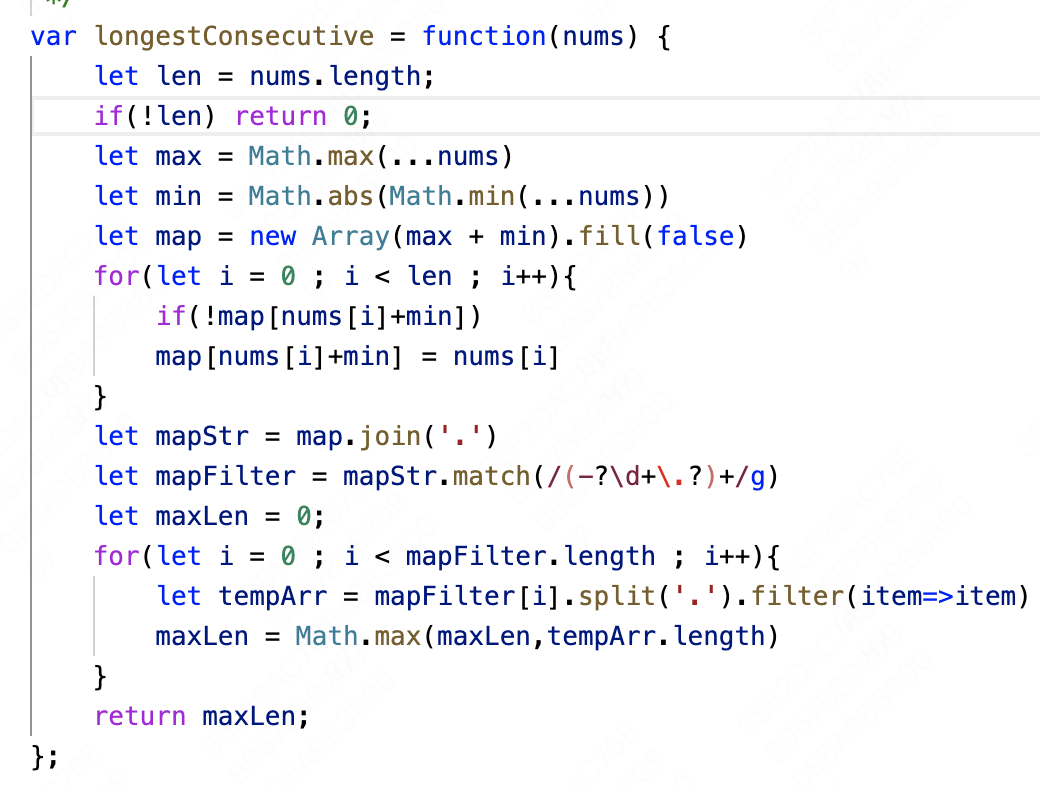 */
var longestConsecutive = function(nums) {
    let len = nums.length;
    if(!len) return 0;
    let max = Math.max(...nums)
    let min = Math.abs(Math.min(...nums))
    let map = new Array(max + min).fill(false)
    for(let i = 0 ; i < len ; i++){
        if(!map[nums[i]+min])
        map[nums[i]+min] = nums[i]
    }
    let mapStr = map.join('.')
    let mapFilter = mapStr.match(/(-?\d+\.?)+/g)
    let maxLen = 0;
    for(let i = 0 ; i < mapFilter.length ; i++){
        let tempArr = mapFilter[i].split('.').filter(item=>item)
        maxLen = Math.max(maxLen,tempArr.length)
    }
    return maxLen;
};